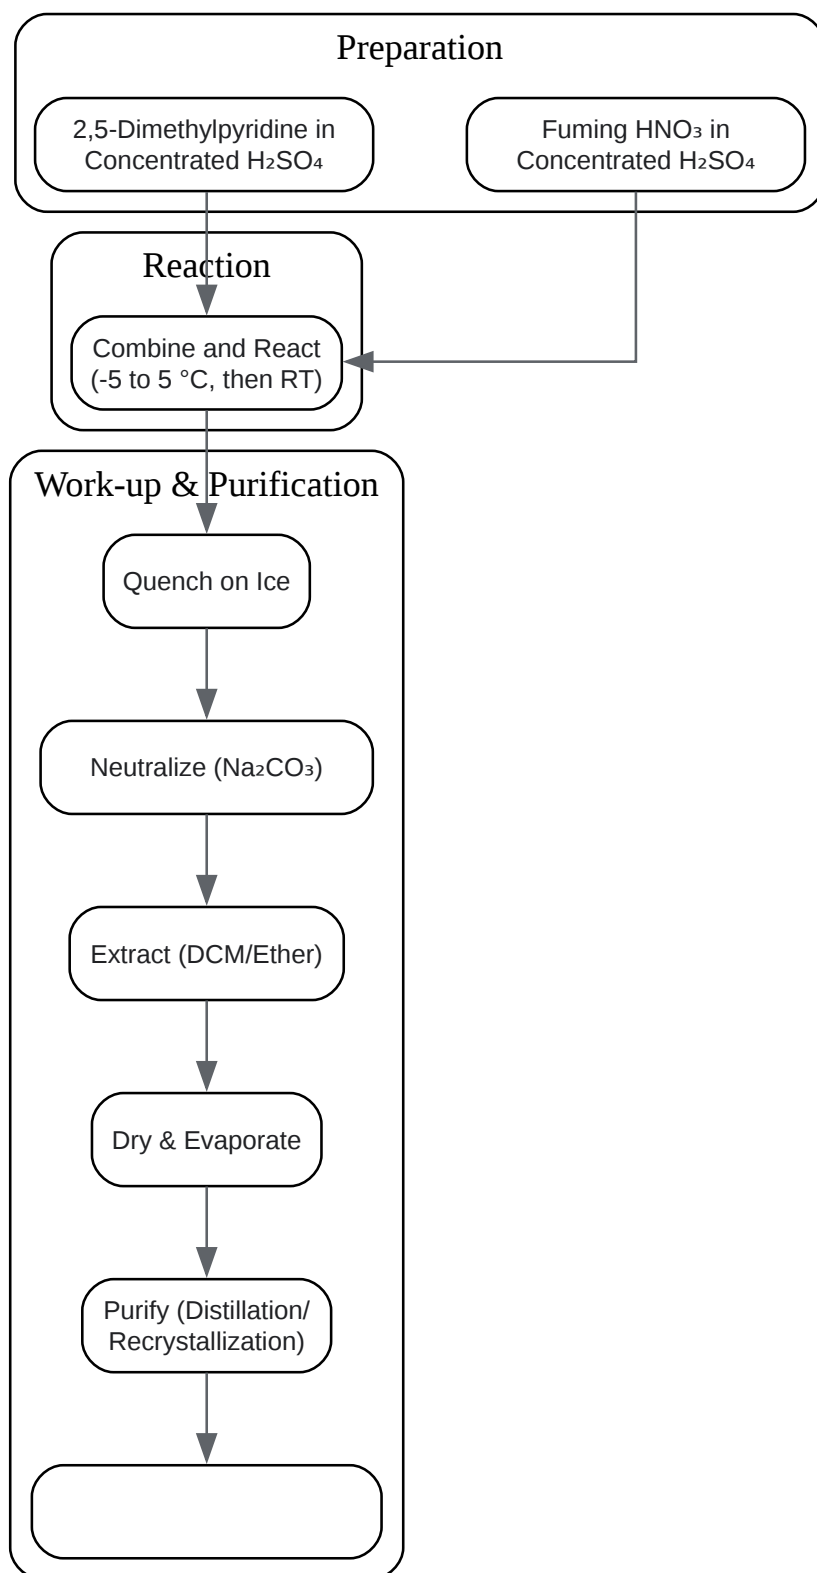 Preparation
2,5-Dimethylpyridine in
Concentrated H₂SO₄
Fuming HNO₃ in
Concentrated H₂SO₄
Reaction
Combine and React
(-5 to 5 °C, then RT)
Work-up & Purification
Quench on Ice
Neutralize (Na₂CO₃)
Extract (DCM/Ether)
Dry & Evaporate
Purify (Distillation/
Recrystallization)